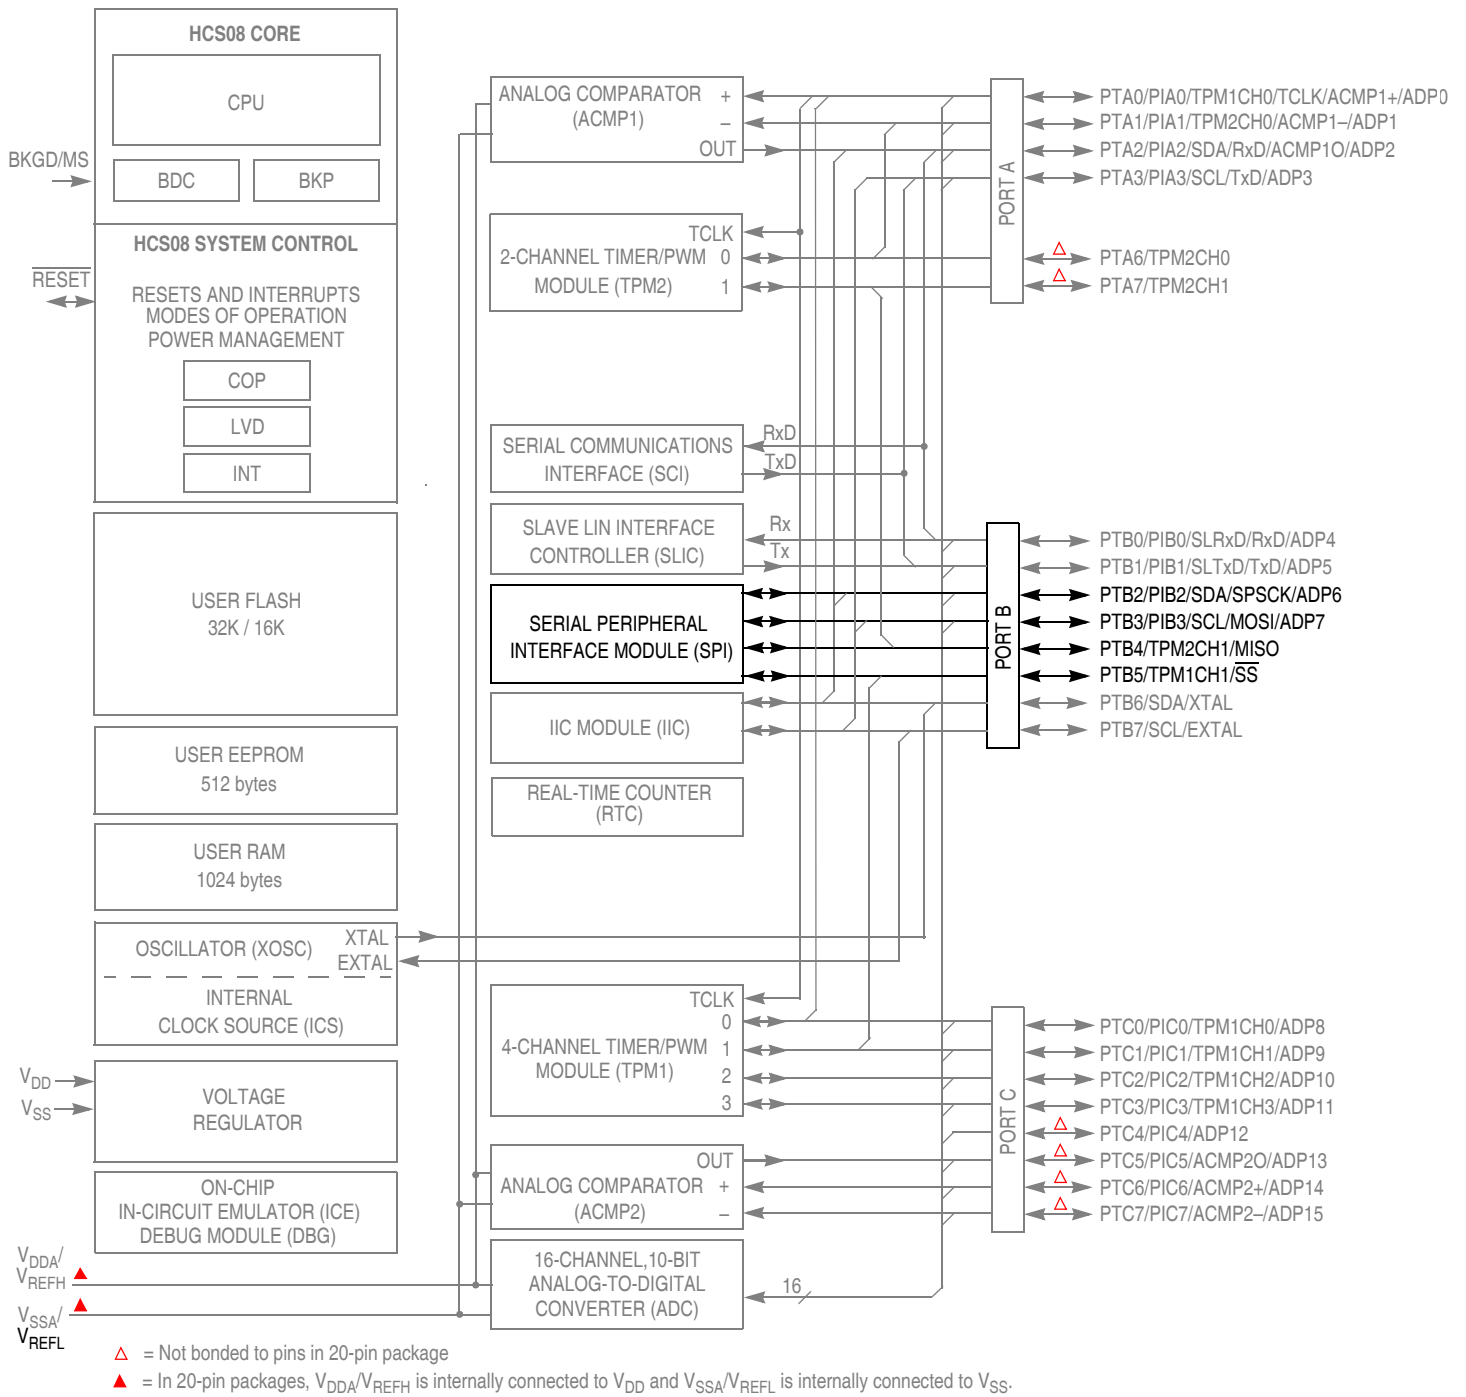 HCS08 CORE
CPU
BKGD/MS
BDC
BKP
HCS08 SYSTEM CONTROL
RESET
RESETS AND INTERRUPTS
MODES OF OPERATION
POWER MANAGEMENT
COP
LVD
INT
USER FLASH
32K / 16K
USER EEPROM
512 bytes
USER RAM
1024 bytes
OSCILLATOR (XOSC)
XTAL
EXTAL
INTERNAL
CLOCK SOURCE (ICS)
VDD
VSS
VOLTAGE
REGULATOR
ON-CHIP
IN-CIRCUIT EMULATOR (ICE)
DEBUG MODULE (DBG)
VDDA/
VREFH
VSSA/
VREFL
ANALOG COMPARATOR +
(ACMP1) –
OUT
TCLK
2-CHANNEL TIMER/PWM 0
MODULE (TPM2) 1
SERIAL COMMUNICATIONS
INTERFACE (SCI)
RxD
TxD
SLAVE LIN INTERFACE
CONTROLLER (SLIC)
Rx
Tx
SERIAL PERIPHERAL
INTERFACE MODULE (SPI)
IIC MODULE (IIC)
REAL-TIME COUNTER
(RTC)
TCLK
0
4-CHANNEL TIMER/PWM 1
MODULE (TPM1) 2
3
OUT
ANALOG COMPARATOR +
(ACMP2) –
16-CHANNEL,10-BIT
ANALOG-TO-DIGITAL
CONVERTER (ADC)
16
PORT A
PTA0/PIA0/TPM1CH0/TCLK/ACMP1+/ADP0
PTA1/PIA1/TPM2CH0/ACMP1–/ADP1
PTA2/PIA2/SDA/RxD/ACMP1O/ADP2
PTA3/PIA3/SCL/TxD/ADP3
PTA6/TPM2CH0
PTA7/TPM2CH1
PORT B
PTB0/PIB0/SLRxD/RxD/ADP4
PTB1/PIB1/SLTxD/TxD/ADP5
PTB2/PIB2/SDA/SPSCK/ADP6
PTB3/PIB3/SCL/MOSI/ADP7
PTB4/TPM2CH1/MISO
PTB5/TPM1CH1/SS
PTB6/SDA/XTAL
PTB7/SCL/EXTAL
PORT C
PTC0/PIC0/TPM1CH0/ADP8
PTC1/PIC1/TPM1CH1/ADP9
PTC2/PIC2/TPM1CH2/ADP10
PTC3/PIC3/TPM1CH3/ADP11
PTC4/PIC4/ADP12
PTC5/PIC5/ACMP2O/ADP13
PTC6/PIC6/ACMP2+/ADP14
PTC7/PIC7/ACMP2–/ADP15
△ = Not bonded to pins in 20-pin package
▲ = In 20-pin packages, VDDA/VREFH is internally connected to VDD and VSSA/VREFL is internally connected to VSS.